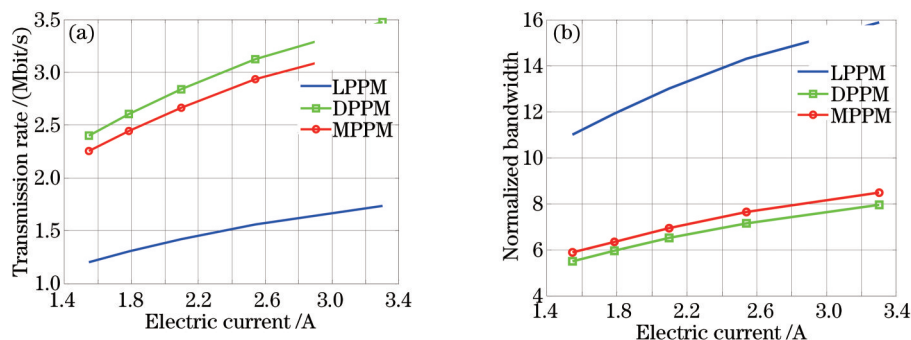 (a)
Transmission rate /(Mbit/s)
3.5
3.0
2.5
2.0
1.5
1.0
LPPM
DPPM
MPPM
1.4 1.8 2.2 2.6 3.0 3.4
Electric current /A
(b)
Normalized bandwidth
16
14
12
10
8
6
4
LPPM
DPPM
MPPM
1.4 1.8 2.2 2.6 3.0 3.4
Electric current /A